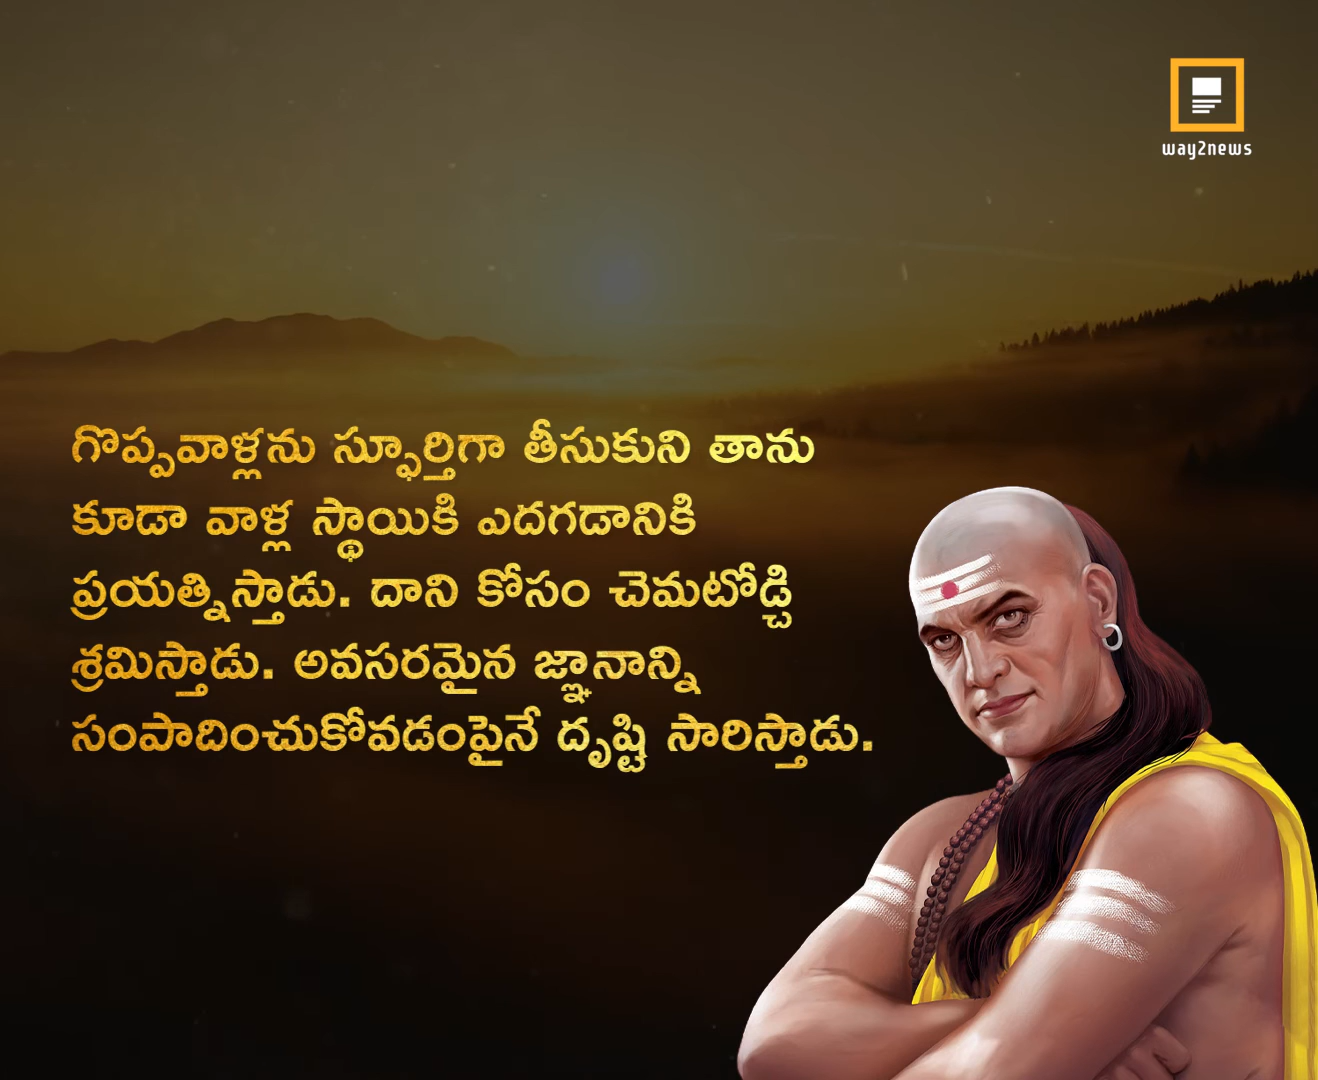 way2news
గొప్పవాళ్లను స్ఫూర్తిగా తీసుకుని తాను
కూడా వాళ్ల స్థాయికి ఎదగడానికి
ప్రయత్నిస్తాడు. దాని కోసం చెమటోడ్చి
శ్రమిస్తాడు. అవసరమైన జ్ఞానాన్ని
సంపాదించుకోవడంపైనే దృష్టి సారిస్తాడు.